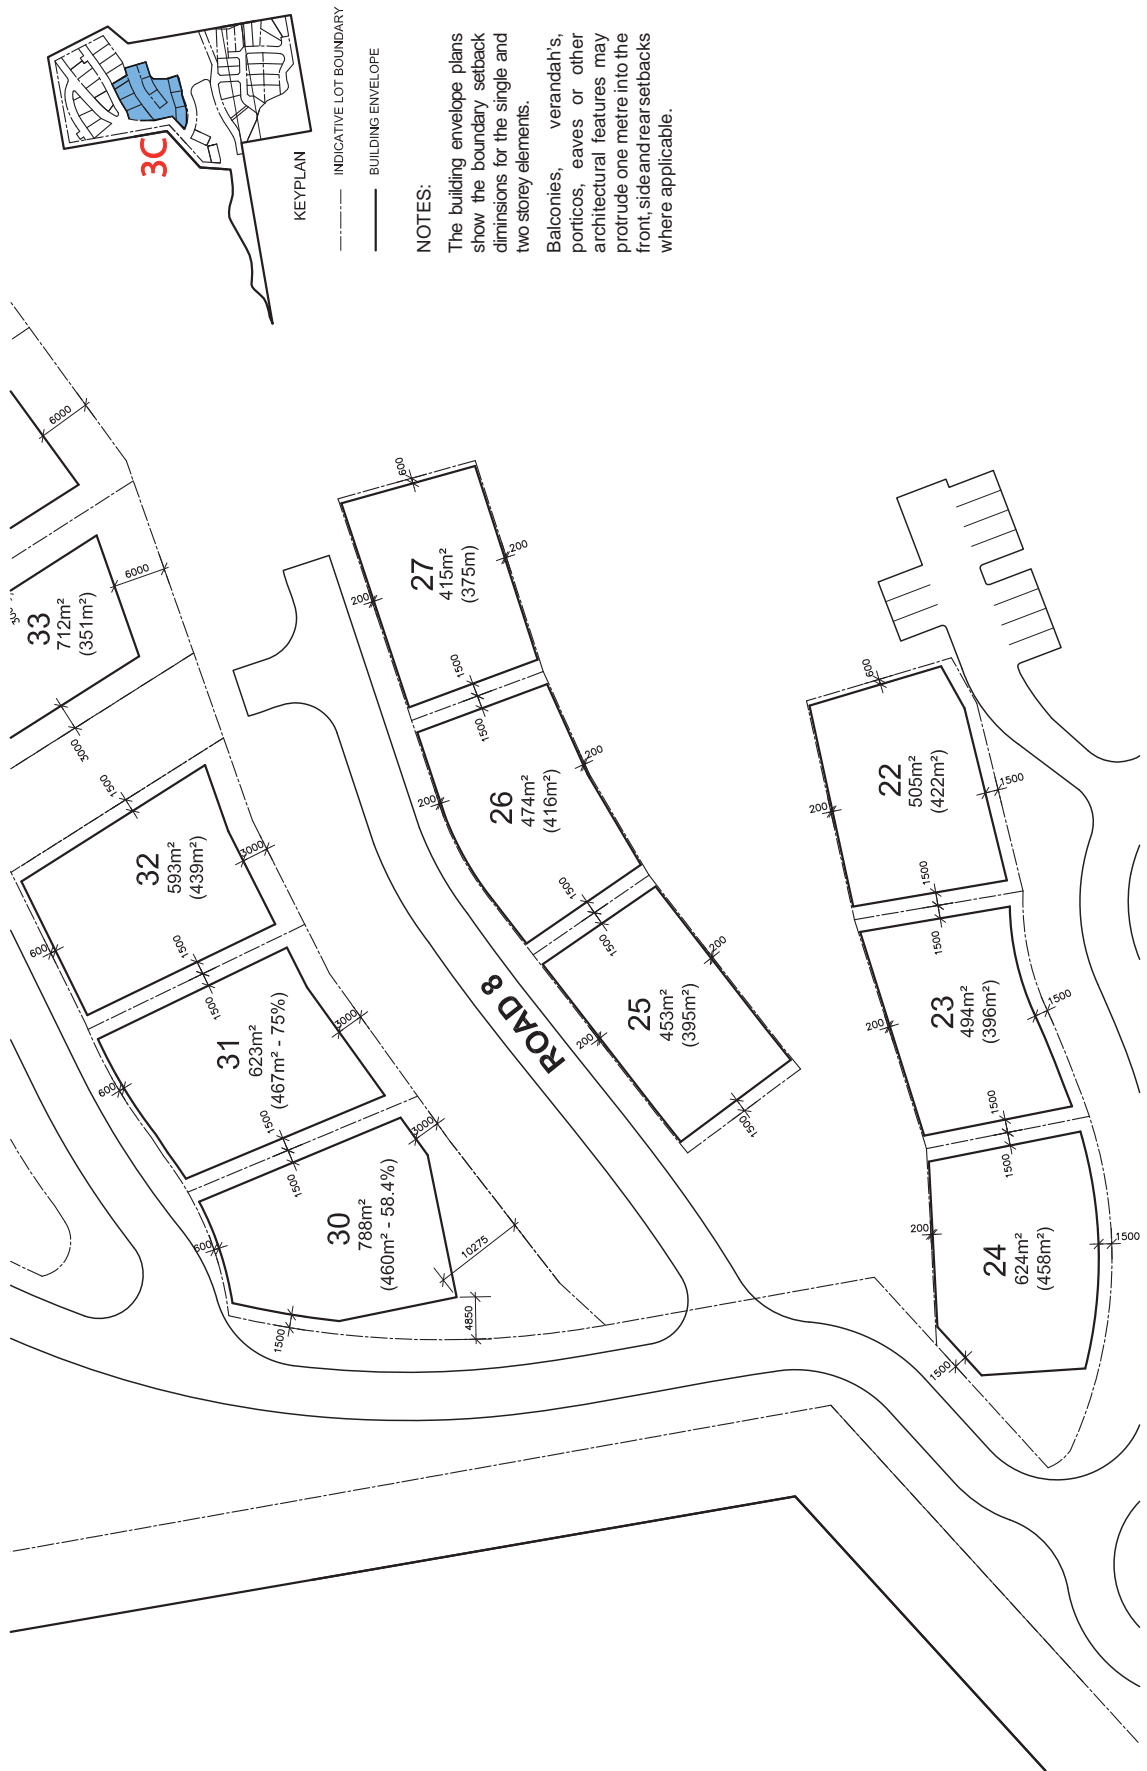 3C
KEYPLAN
INDICATIVE LOT BOUNDARY
BUILDING ENVELOPE
NOTES:
The building envelope plans
show the boundary setback
diminsions for the single and
two storey elements.
Balconies, verandah's,
porticos, eaves or other
architectural features may
protrude one metre into the
front,sideandrearsetbacks
where applicable.
6000
33
712m²
(351m²)
6000
3000
1500
32
593m²
(439m²)
3000
600
1500
1500
31
623m²
(467m² - 75%)
3000
600
1500
1500
30
788m²
(460m² - 58.4%)
3000
600
1500
10275
4850
ROAD 8
27
415m²
(375m)
600
200
200
1500
1500
26
474m²
(416m²)
200
200
1500
1500
25
453m²
(395m²)
200
200
1500
22
505m²
(422m²)
600
200
1500
1500
1500
23
494m²
(396m²)
200
1500
1500
1500
24
624m²
(458m²)
200
1500
1500